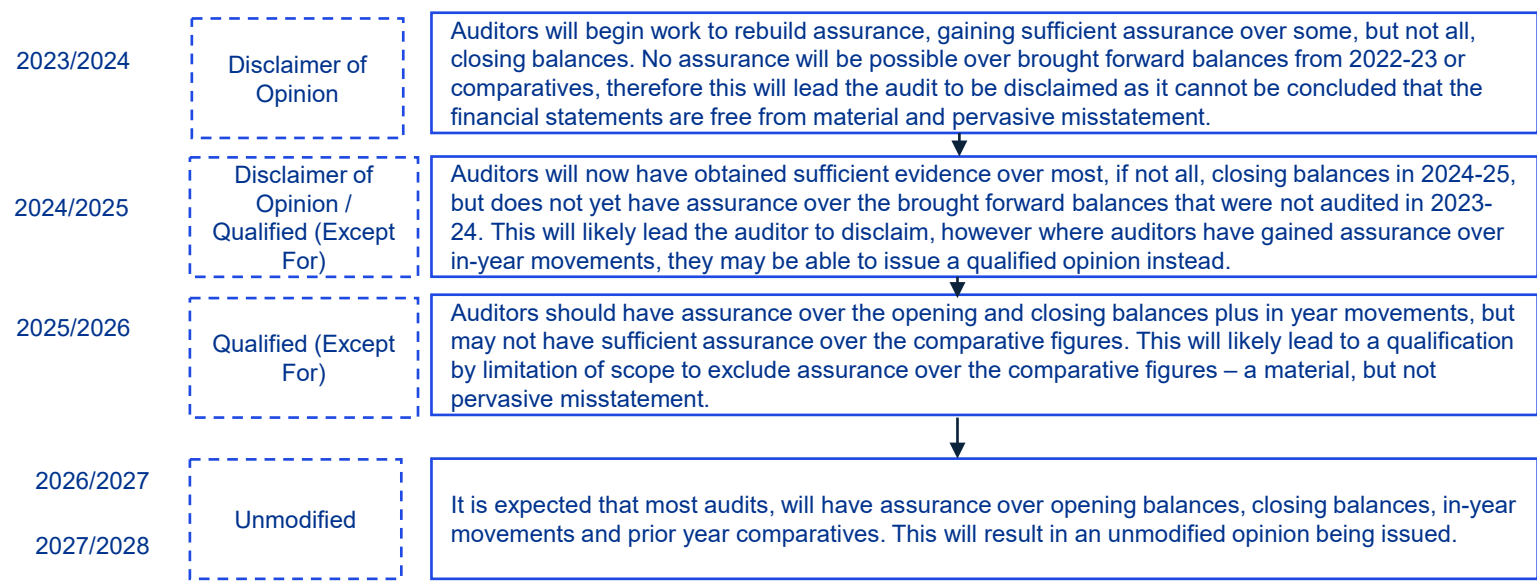 2023/2024
Disclaimer of
Opinion
Auditors will begin work to rebuild assurance, gaining sufficient assurance over some, but not all,
closing balances. No assurance will be possible over brought forward balances from 2022-23 or
comparatives, therefore this will lead the audit to be disclaimed as it cannot be concluded that the
financial statements are free from material and pervasive misstatement.
2024/2025
Disclaimer of
Opinion /
Qualified (Except
For)
Auditors will now have obtained sufficient evidence over most, if not all, closing balances in 2024-25,
but does not yet have assurance over the brought forward balances that were not audited in 2023-
24. This will likely lead the auditor to disclaim, however where auditors have gained assurance over
in-year movements, they may be able to issue a qualified opinion instead.
2025/2026
Qualified (Except
For)
Auditors should have assurance over the opening and closing balances plus in year movements, but
may not have sufficient assurance over the comparative figures. This will likely lead to a qualification
by limitation of scope to exclude assurance over the comparative figures – a material, but not
pervasive misstatement.
2026/2027
2027/2028
Unmodified
It is expected that most audits, will have assurance over opening balances, closing balances, in-year
movements and prior year comparatives. This will result in an unmodified opinion being issued.